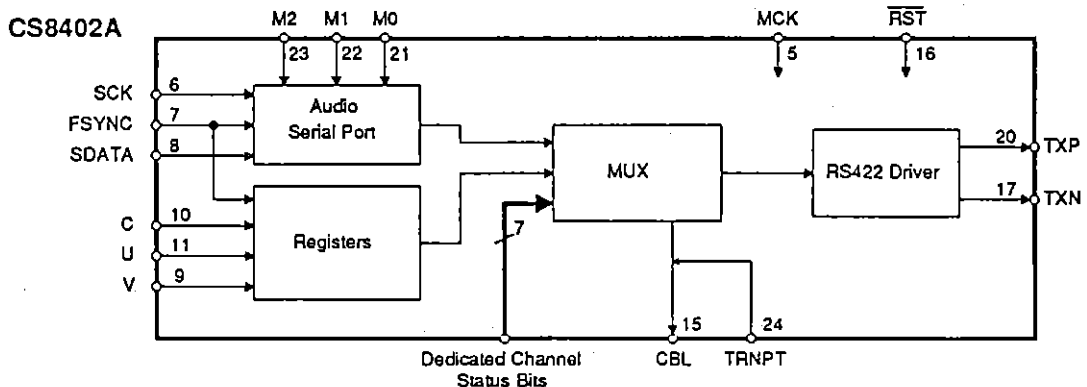 CS8402A
M2 M1 M0 MCK RST
23 22 21 5 16
SCK 6
FSYNC 7
SDATA 8
Audio
Serial Port
C 10
U 11
V 9
Registers
MUX
7
RS422 Driver
20 TXP
17 TXN
15 24
Dedicated Channel
Status Bits
CBL TRNPT